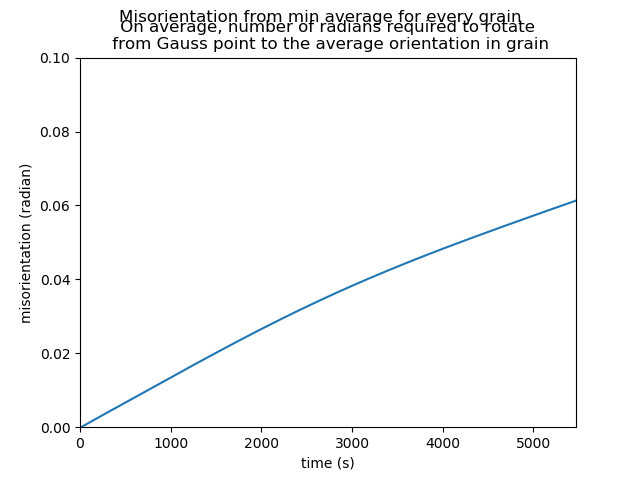 Misorientation from min average for every grain
On average, number of radians required to rotate
from Gauss point to the average orientation in grain
0.10
0.08
0.06
0.04
0.02
0.00
misorientation (radian)
0 1000 2000 3000 4000 5000
time (s)